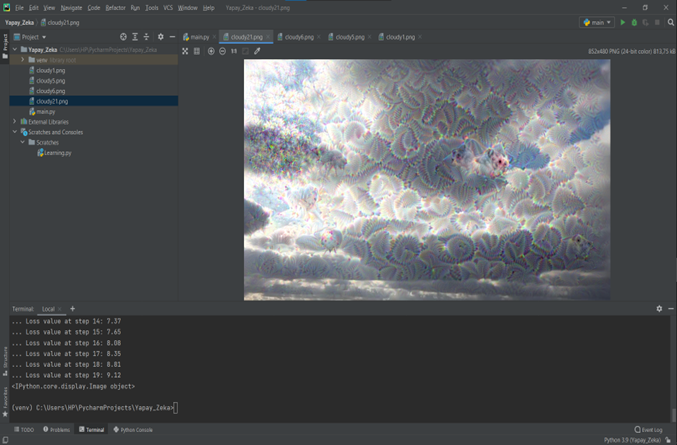 File Edit View Navigate Code Refactor Run Tools VCS Window Help Yapay_Zeka - cloudy21.png
Yapay_Zeka cloudy21.png main
Project main.py cloudy21.png cloudy6.png cloudy5.png cloudy1.png
Yapay_Zeka C:\Users\HP\PycharmProjects\Yapay_Zeka 1:1 852x480 PNG (24-bit color) 813.75 kB
venv library root
cloudy1.png
cloudy5.png
cloudy6.png
cloudy21.png
main.py
External Libraries
Scratches and Consoles
Scratches
Learning.py
Project
Terminal Local +
... Loss value at step 14: 7.37
... Loss value at step 15: 7.65
... Loss value at step 16: 8.08
... Loss value at step 17: 8.35
... Loss value at step 18: 8.81
... Loss value at step 19: 9.12
<IPython.core.display.Image object>
(venv) C:\Users\HP\PycharmProjects\Yapay_Zeka>
Structure
Favorites
TODO Problems Terminal Python Console Event Log
Python 3.9 (Yapay_Zeka)